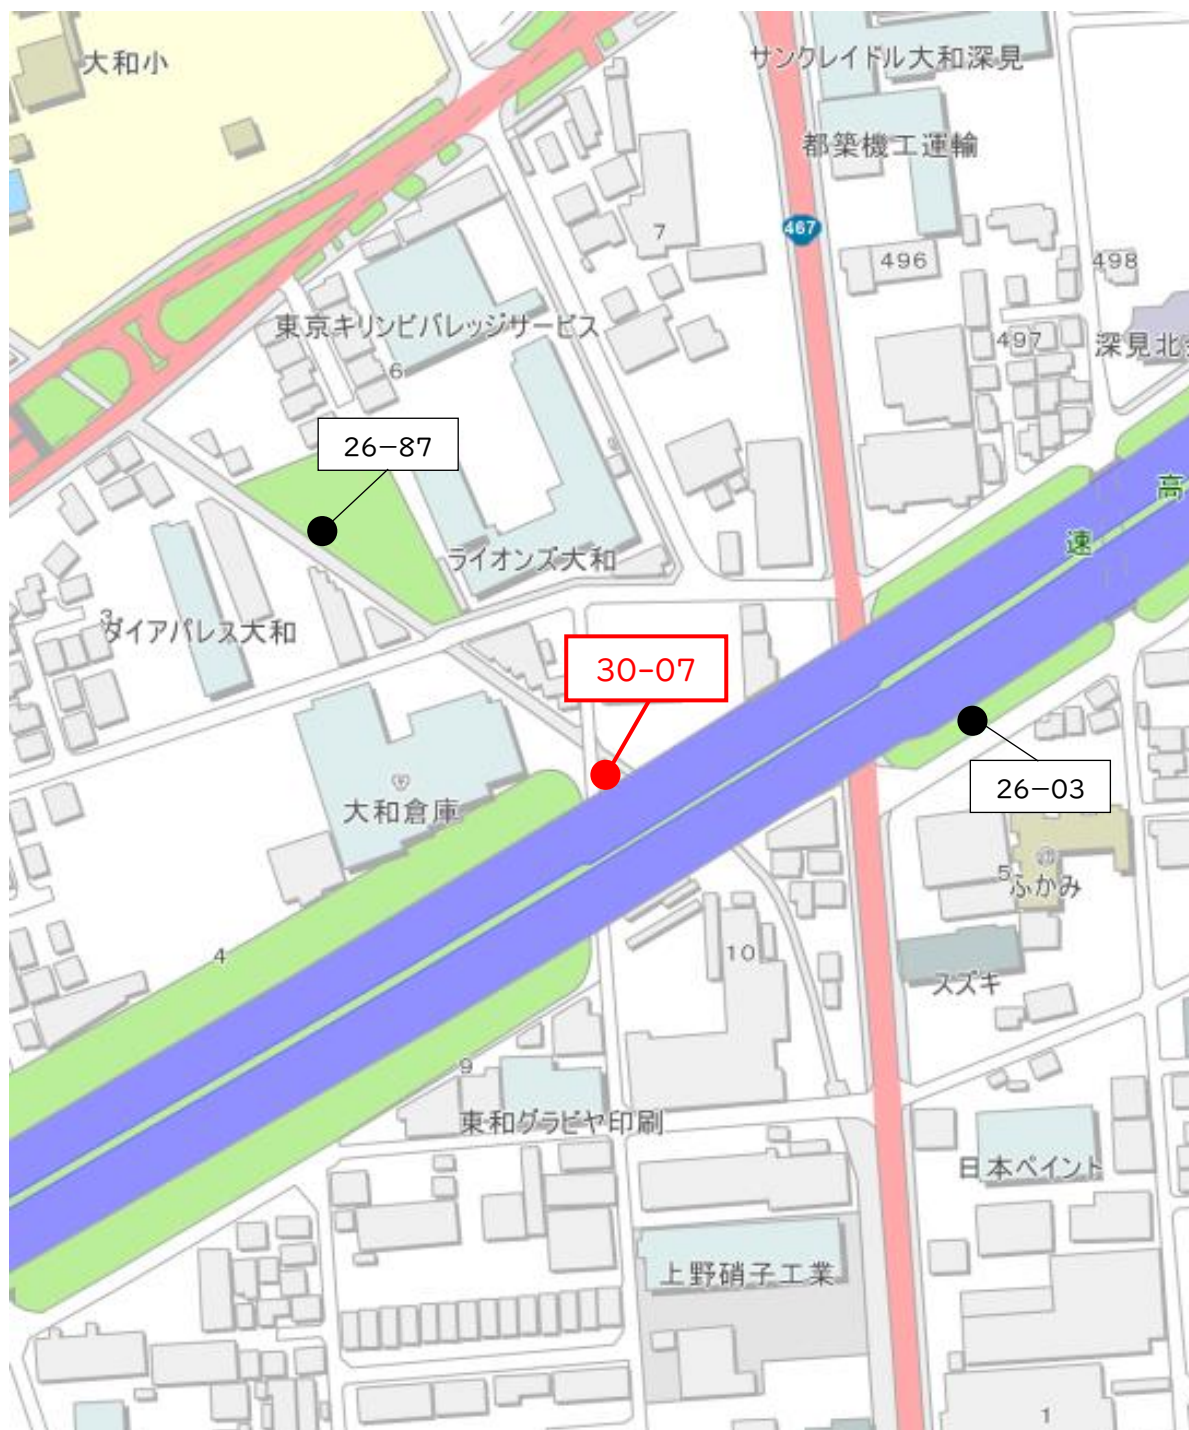 大和小
サンクレイドル大和深見
都築機工運輸
467
7
496
498
東京キリンビバレッジサービス
497
深見北
6
26-87
高
速
ライオンズ大和
3
ダイアパレス大和
30-07
26-03
大和倉庫
5
ふかみ
4
10
スズキ
9
東和グラビヤ印刷
日本ペイント
上野硝子工業
1